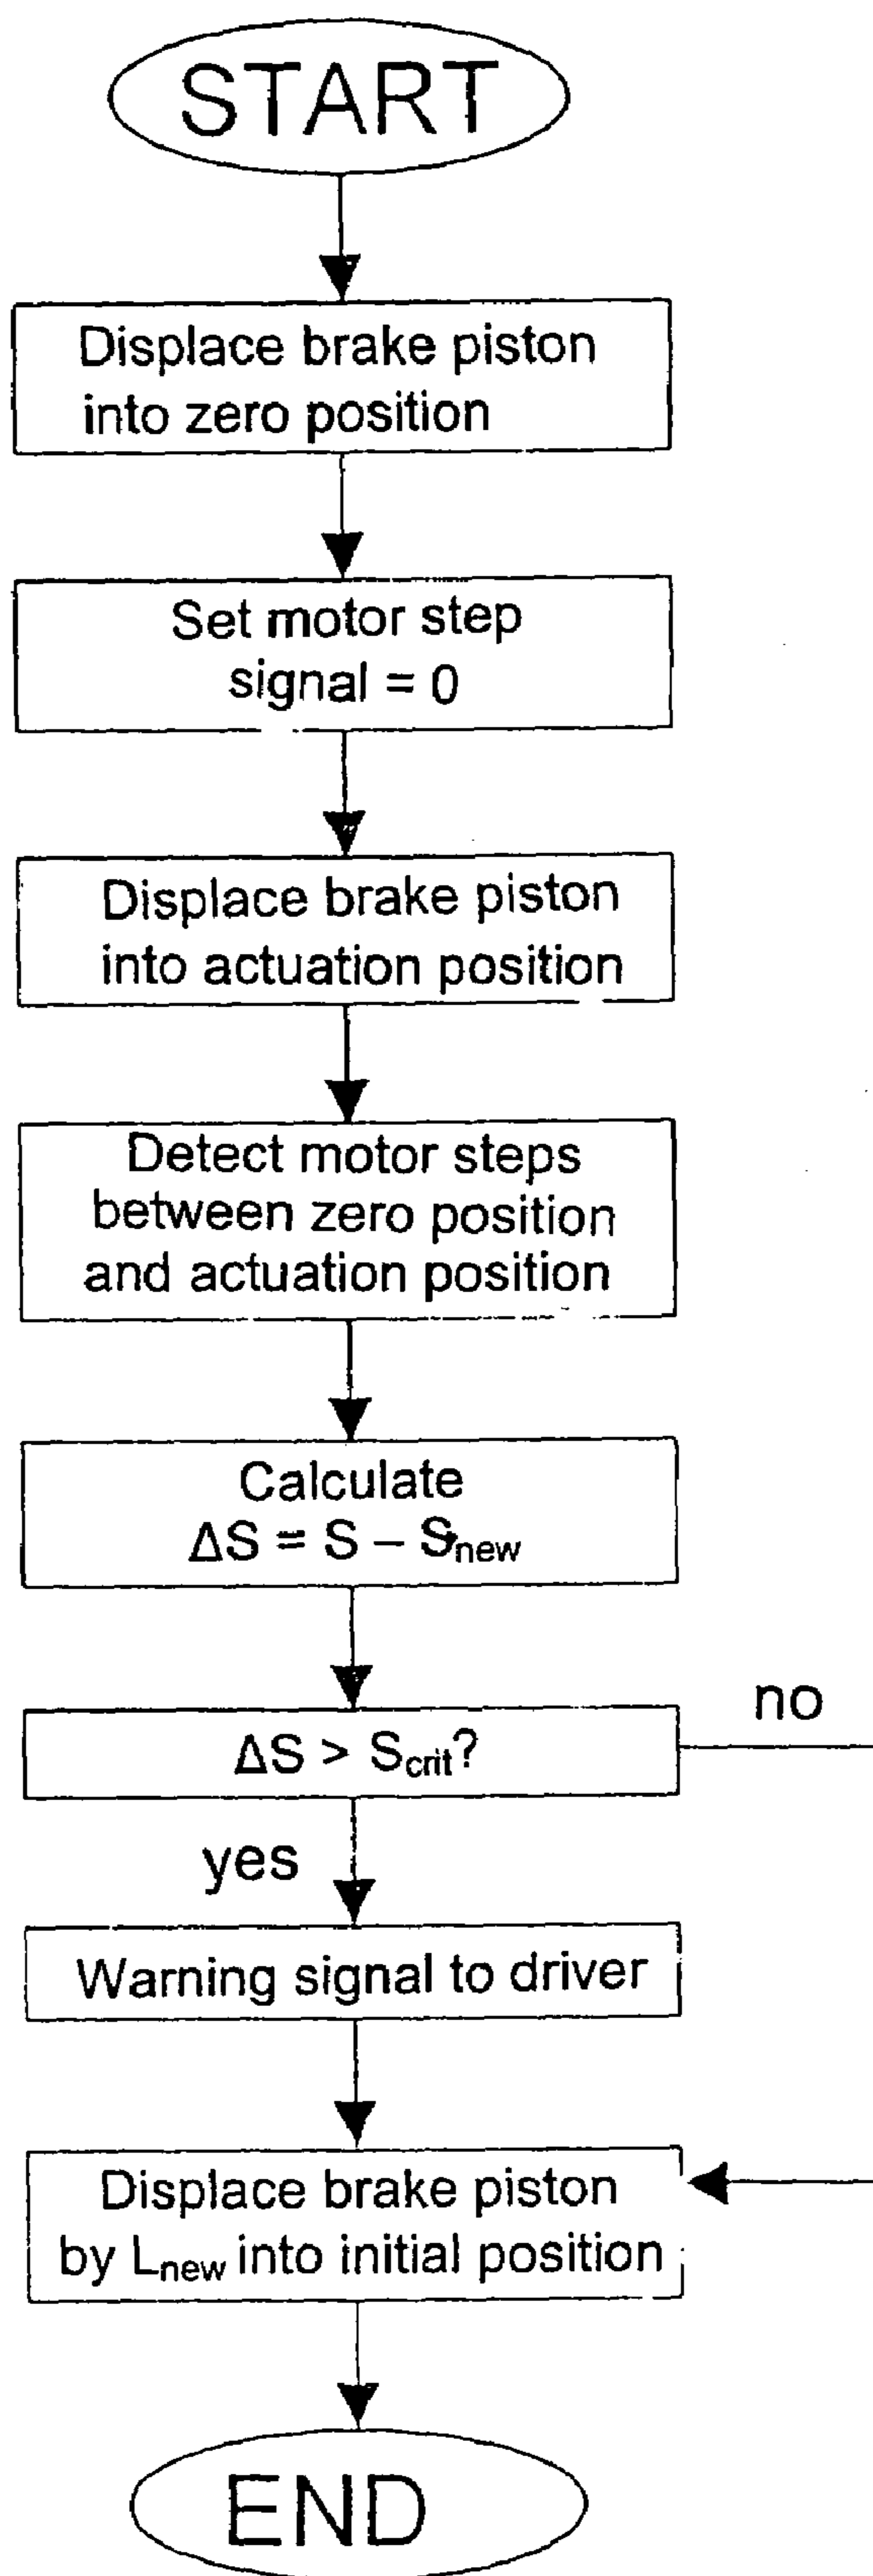 START
Displace brake piston
into zero position
Set motor step
signal = 0
Displace brake piston
into actuation position
Detect motor steps
between zero position
and actuation position
Calculate
ΔS = S – Snew
ΔS > Scrit?
no
yes
Warning signal to driver
Displace brake piston
by Lnew into initial position
END